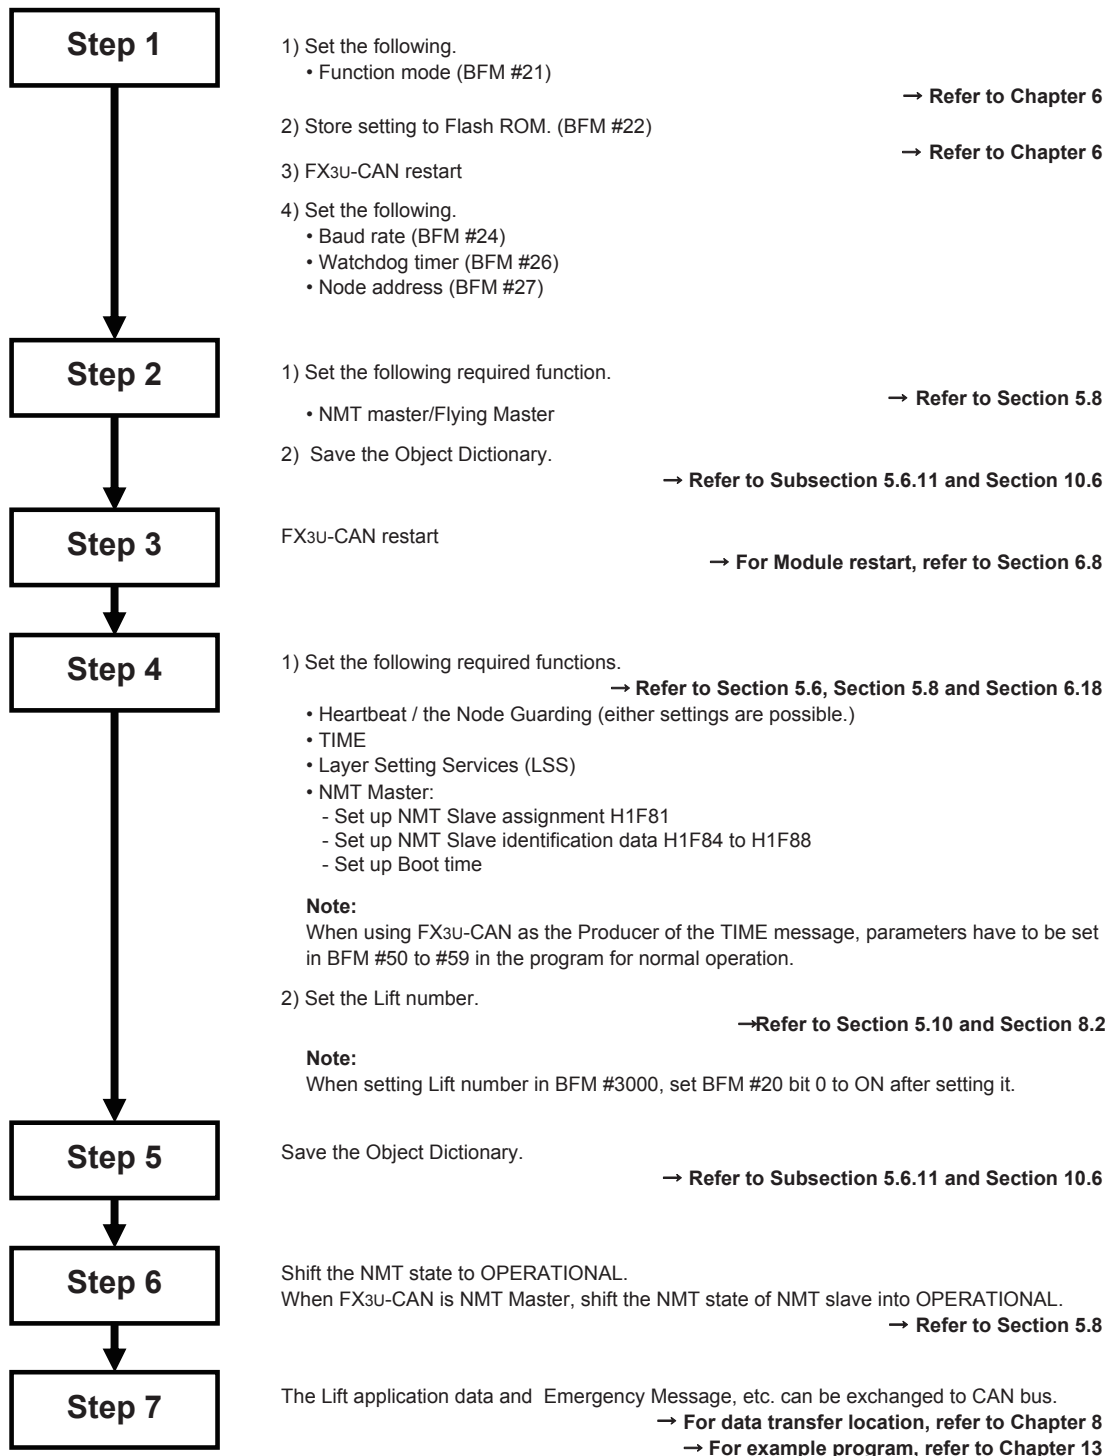 Step 1
1) Set the following.
• Function mode (BFM #21)
→ Refer to Chapter 6
2) Store setting to Flash ROM. (BFM #22)
→ Refer to Chapter 6
3) FX3U-CAN restart
4) Set the following.
• Baud rate (BFM #24)
• Watchdog timer (BFM #26)
• Node address (BFM #27)
Step 2
1) Set the following required function.
→ Refer to Section 5.8
• NMT master/Flying Master
2) Save the Object Dictionary.
→ Refer to Subsection 5.6.11 and Section 10.6
Step 3
FX3U-CAN restart
→ For Module restart, refer to Section 6.8
Step 4
1) Set the following required functions.
→ Refer to Section 5.6, Section 5.8 and Section 6.18
• Heartbeat / the Node Guarding (either settings are possible.)
• TIME
• Layer Setting Services (LSS)
• NMT Master:
- Set up NMT Slave assignment H1F81
- Set up NMT Slave identification data H1F84 to H1F88
- Set up Boot time
Note:
When using FX3U-CAN as the Producer of the TIME message, parameters have to be set
in BFM #50 to #59 in the program for normal operation.
2) Set the Lift number.
→Refer to Section 5.10 and Section 8.2
Note:
When setting Lift number in BFM #3000, set BFM #20 bit 0 to ON after setting it.
Step 5
Save the Object Dictionary.
→ Refer to Subsection 5.6.11 and Section 10.6
Step 6
Shift the NMT state to OPERATIONAL.
When FX3U-CAN is NMT Master, shift the NMT state of NMT slave into OPERATIONAL.
→ Refer to Section 5.8
Step 7
The Lift application data and Emergency Message, etc. can be exchanged to CAN bus.
→ For data transfer location, refer to Chapter 8
→ For example program, refer to Chapter 13